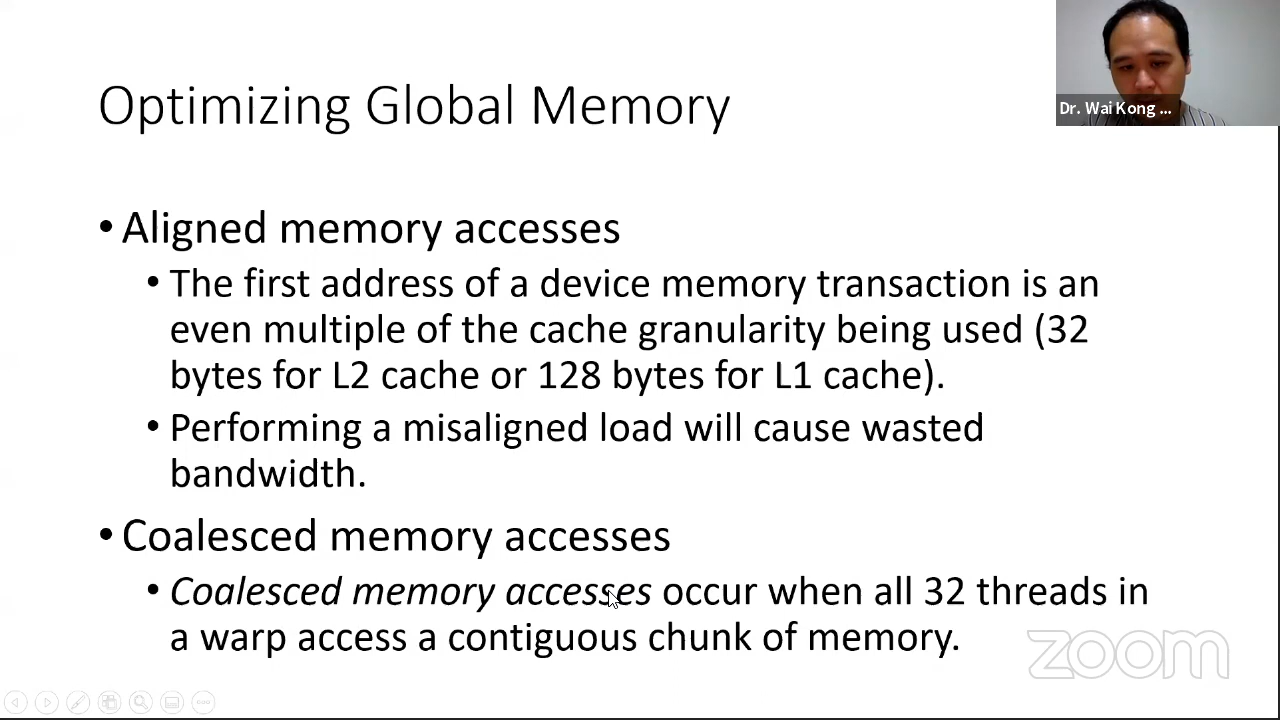 Optimizing Global Memory
Dr. Wai Kong ...
• Aligned memory accesses
• The first address of a device memory transaction is an
even multiple of the cache granularity being used (32
bytes for L2 cache or 128 bytes for L1 cache).
• Performing a misaligned load will cause wasted
bandwidth.
• Coalesced memory accesses
• Coalesced memory accesses occur when all 32 threads in
a warp access a contiguous chunk of memory.
zoom